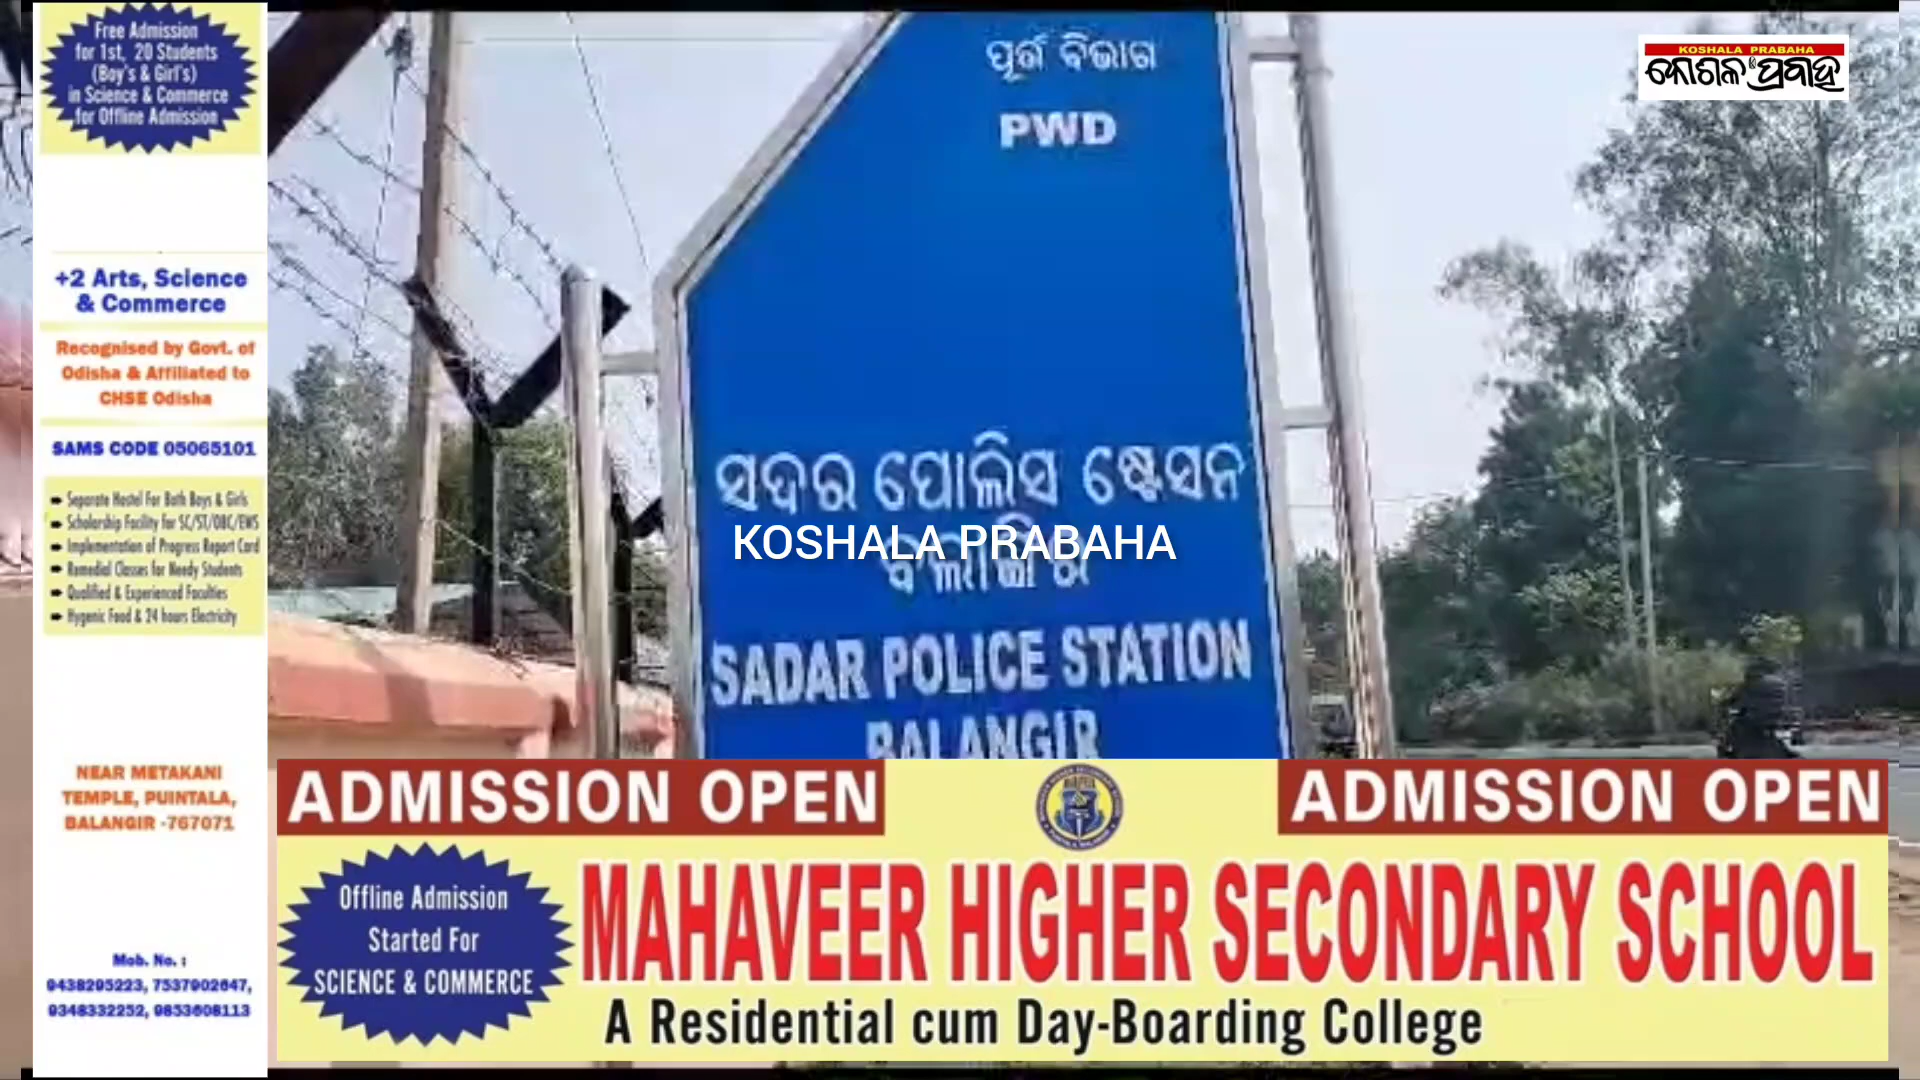 Free Admission
for 1st, 20 Students
(Boy's & Girl's)
in Science & Commerce
for Offline Admission
+2 Arts, Science
& Commerce
Recognised by Govt. of
Odisha & Affiliated to
CHSE Odisha
SAMS CODE 05065101
Separate Hostel For Both Boys & Girls
Scholarship Facility for SC/ST/OBC/EWS
Implementation of Progress Report Card
Remedial Classes for Needy Students
Qualified & Experienced Faculties
Hygenic Food & 24 hours Electricity
NEAR METAKANI
TEMPLE, PUINTALA,
BALANGIR -767071
Mob. No. :
9438295223, 7537902647,
9348332252, 9853608113
ପୂର୍ତ୍ତ ବିଭାଗ
PWD
ସଦର ପୋଲିସ ଷ୍ଟେସନ
ବଲାଙ୍ଗିର
KOSHALA PRABAHA
SADAR POLICE STATION
BALANGIR
KOSHALA PRABAHA
କୋଶଳ ପ୍ରବାହ
ADMISSION OPEN
ADMISSION OPEN
Offline Admission
Started For
SCIENCE & COMMERCE
MAHAVEER HIGHER SECONDARY SCHOOL
A Residential cum Day-Boarding College